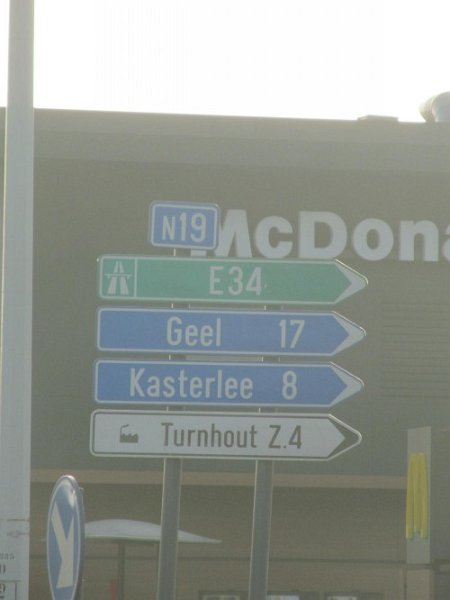 N19
McDona
E34
Geel 17
Kasterlee 8
Turnhout Z.4